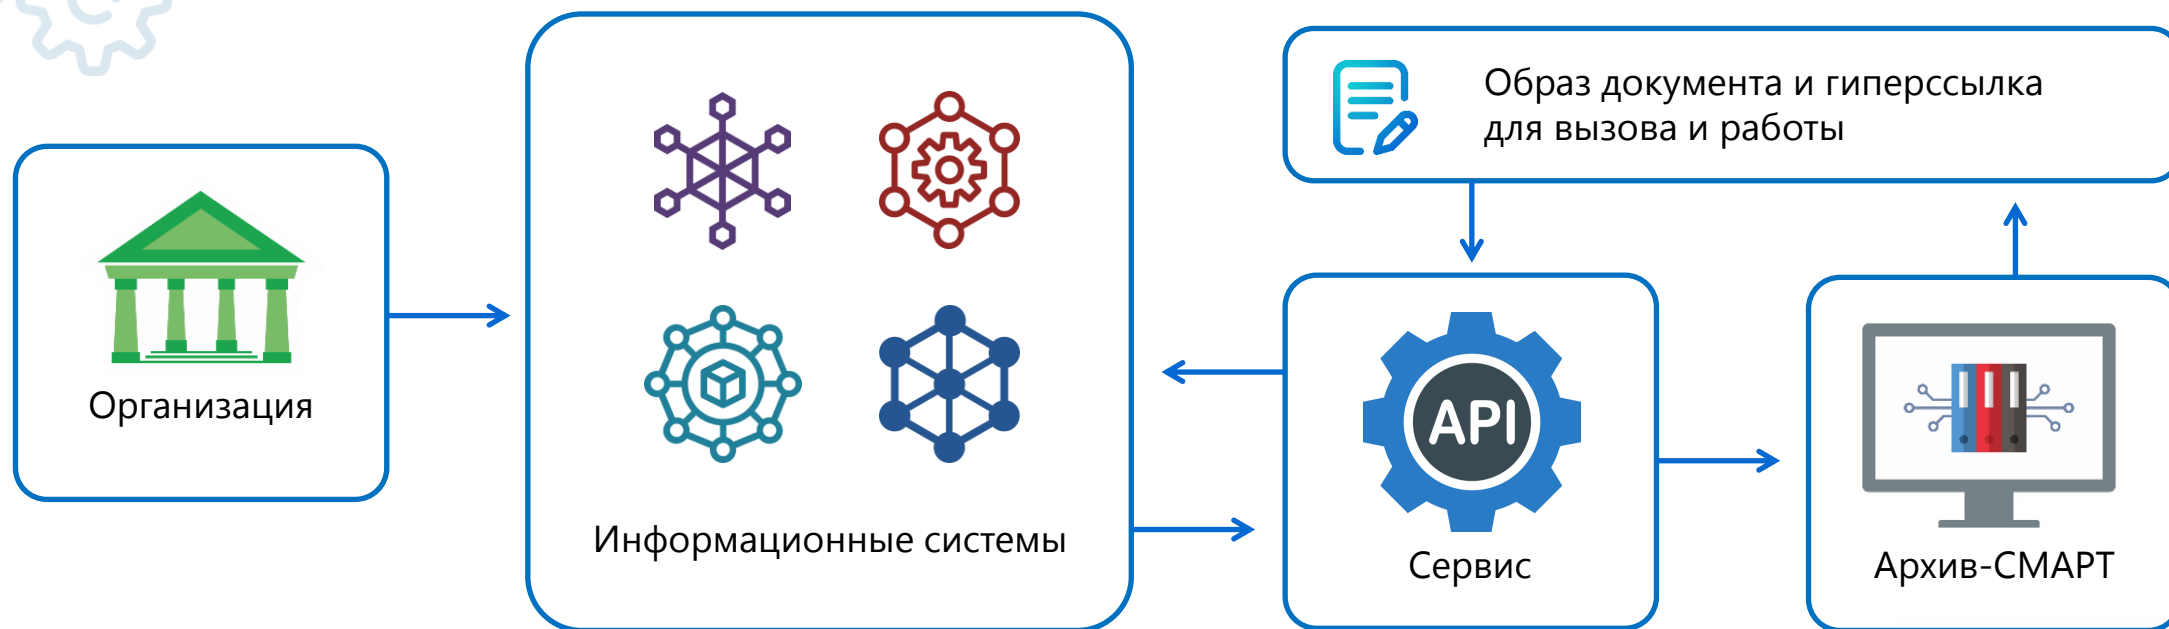 Образ документа и гиперссылка
для вызова и работы
Организация
Информационные системы
API
Сервис
Архив-СМАРТ